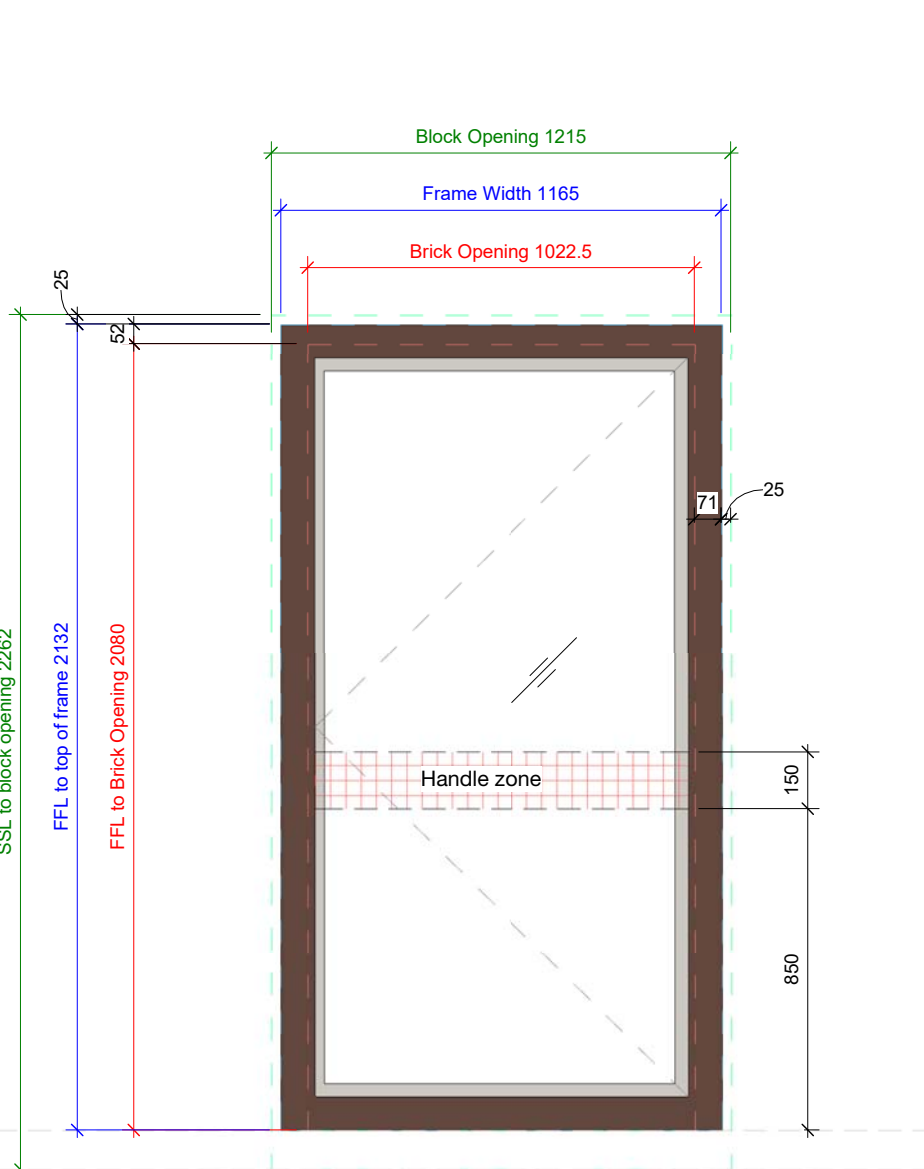 Block Opening 1215
Frame Width 1165
Brick Opening 1022.5
25
52
71
25
SSL to block opening 2262
FFL to top of frame 2132
FFL to Brick Opening 2080
Handle zone
150
850